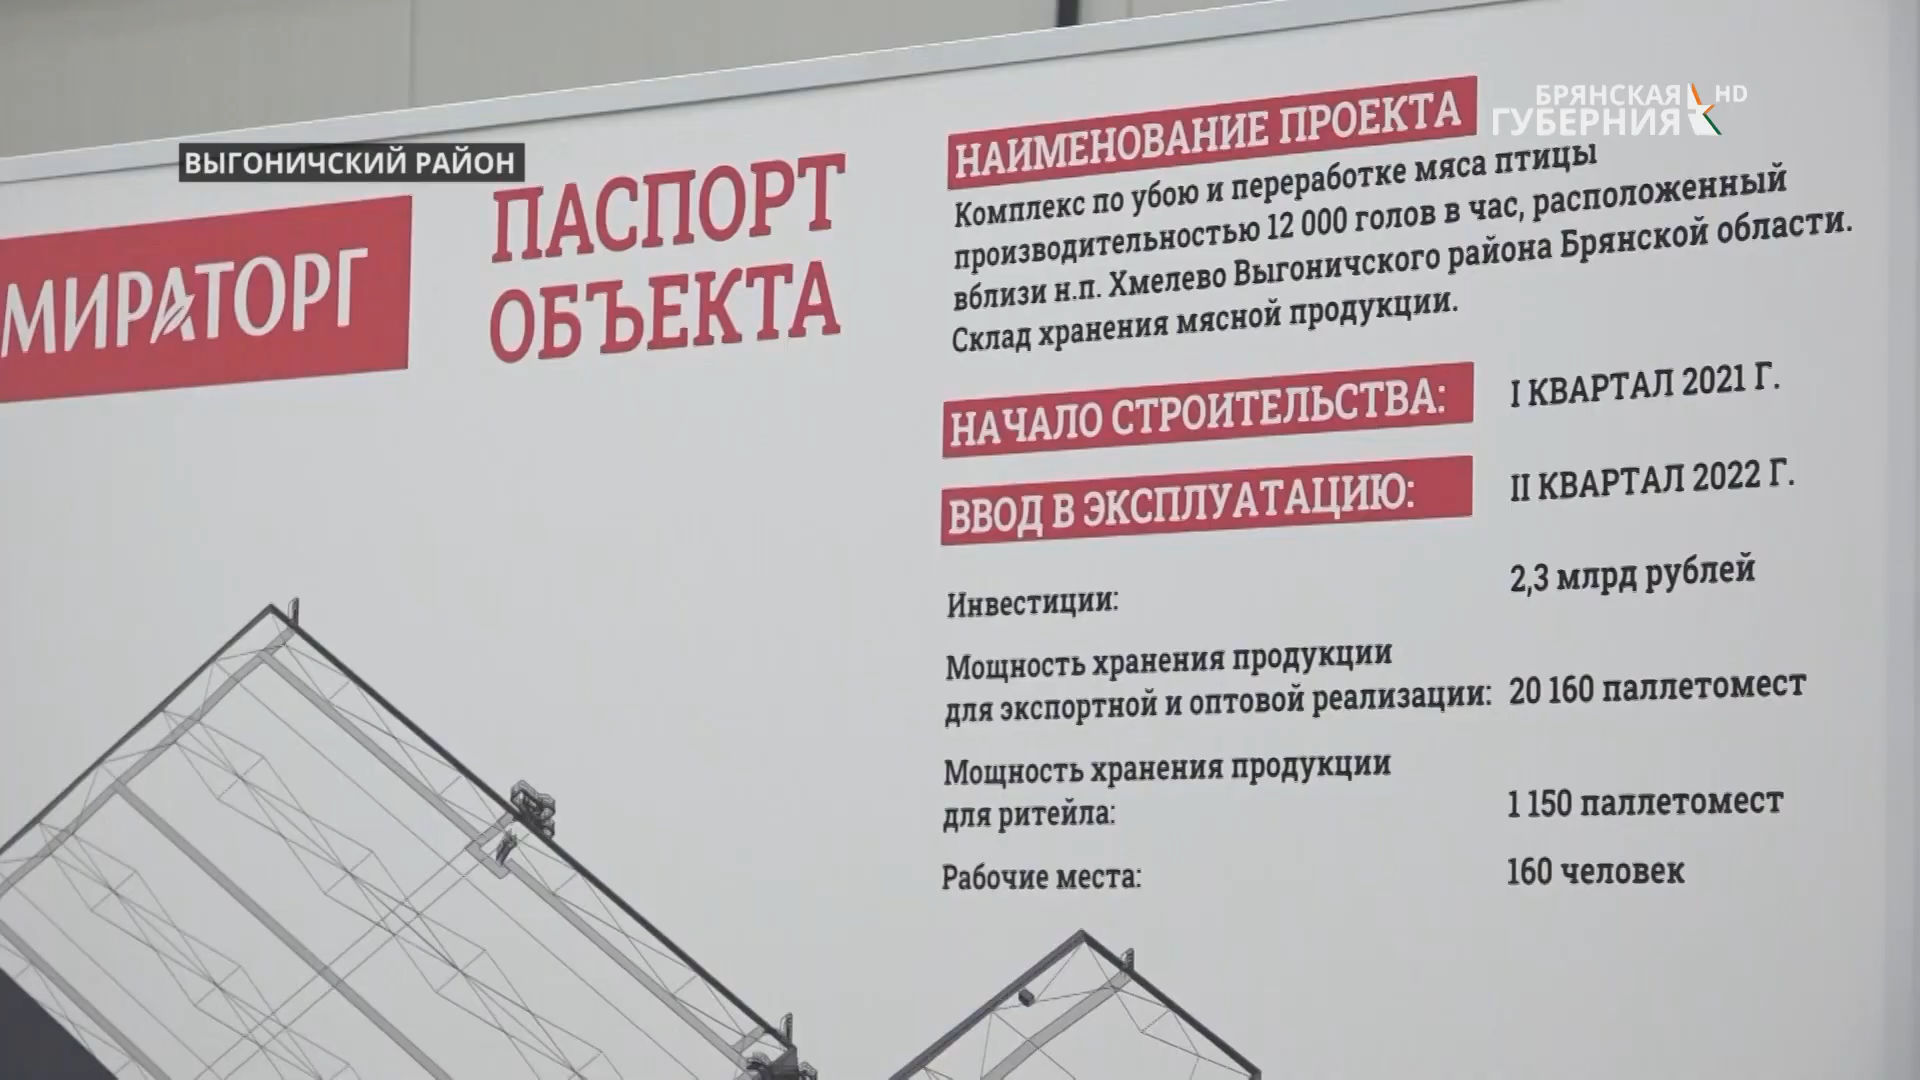 БРЯНСКАЯ HD
ГУБЕРНИЯ
ВЫГОНИЧСКИЙ РАЙОН
МИРАТОРГ
ПАСПОРТ
ОБЪЕКТА
НАИМЕНОВАНИЕ ПРОЕКТА
Комплекс по убою и переработке мяса птицы
производительностью 12 000 голов в час, расположенный
вблизи н.п. Хмелево Выгоничского района Брянской области.
Склад хранения мясной продукции.
НАЧАЛО СТРОИТЕЛЬСТВА: I КВАРТАЛ 2021 Г.
ВВОД В ЭКСПЛУАТАЦИЮ: II КВАРТАЛ 2022 Г.
Инвестиции: 2,3 млрд рублей
Мощность хранения продукции
для экспортной и оптовой реализации: 20 160 паллетомест
Мощность хранения продукции
для ритейла: 1 150 паллетомест
Рабочие места: 160 человек